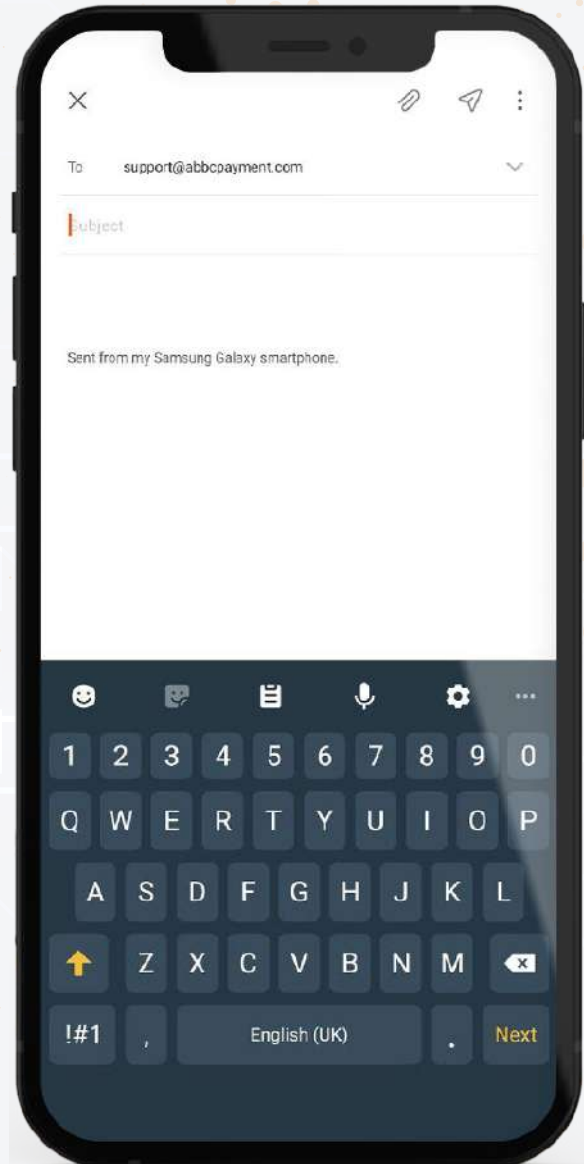 To support@abbcpayment.com
Subject
Sent from my Samsung Galaxy smartphone.
1 2 3 4 5 6 7 8 9 0
Q W E R T Y U I O P
A S D F G H J K L
Z X C V B N M
!#1 , English (UK) . Next